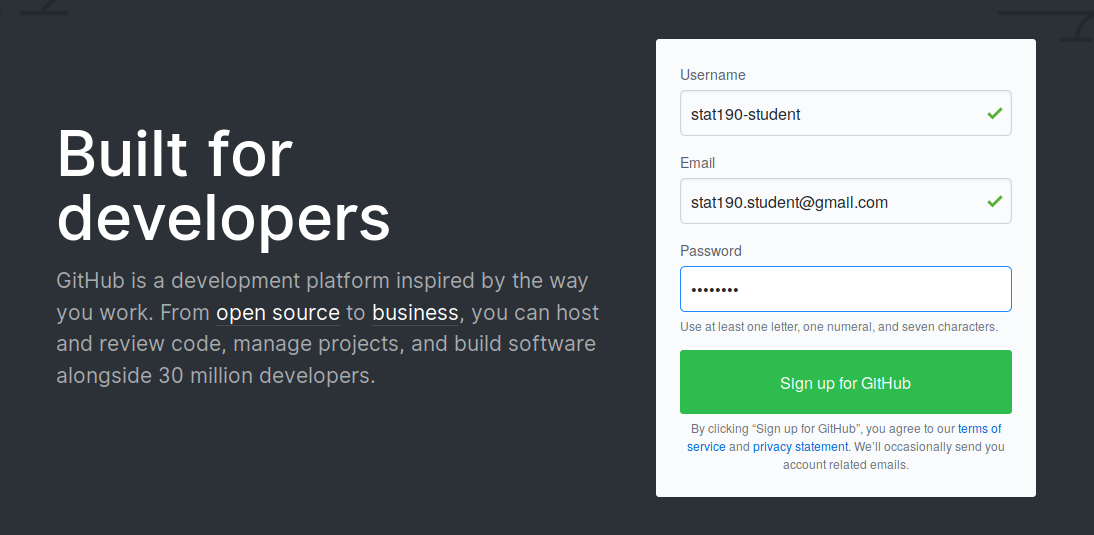 Built for
developers
GitHub is a development platform inspired by the way
you work. From open source to business, you can host
and review code, manage projects, and build software
alongside 30 million developers.
Username
stat190-student
Email
stat190.student@gmail.com
Password
••••••••
Use at least one letter, one numeral, and seven characters.
Sign up for GitHub
By clicking “Sign up for GitHub”, you agree to our terms of
service and privacy statement. We’ll occasionally send you
account related emails.